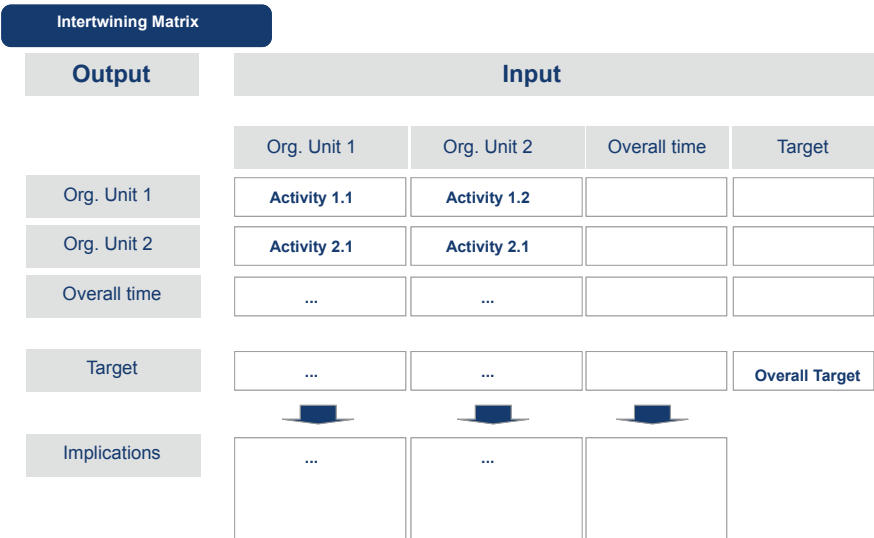 Intertwining Matrix
Output Input
Org. Unit 1 Org. Unit 2 Overall time Target
Org. Unit 1 Activity 1.1 Activity 1.2
Org. Unit 2 Activity 2.1 Activity 2.1
Overall time ... ...
Target ... ... Overall Target
Implications ... ...